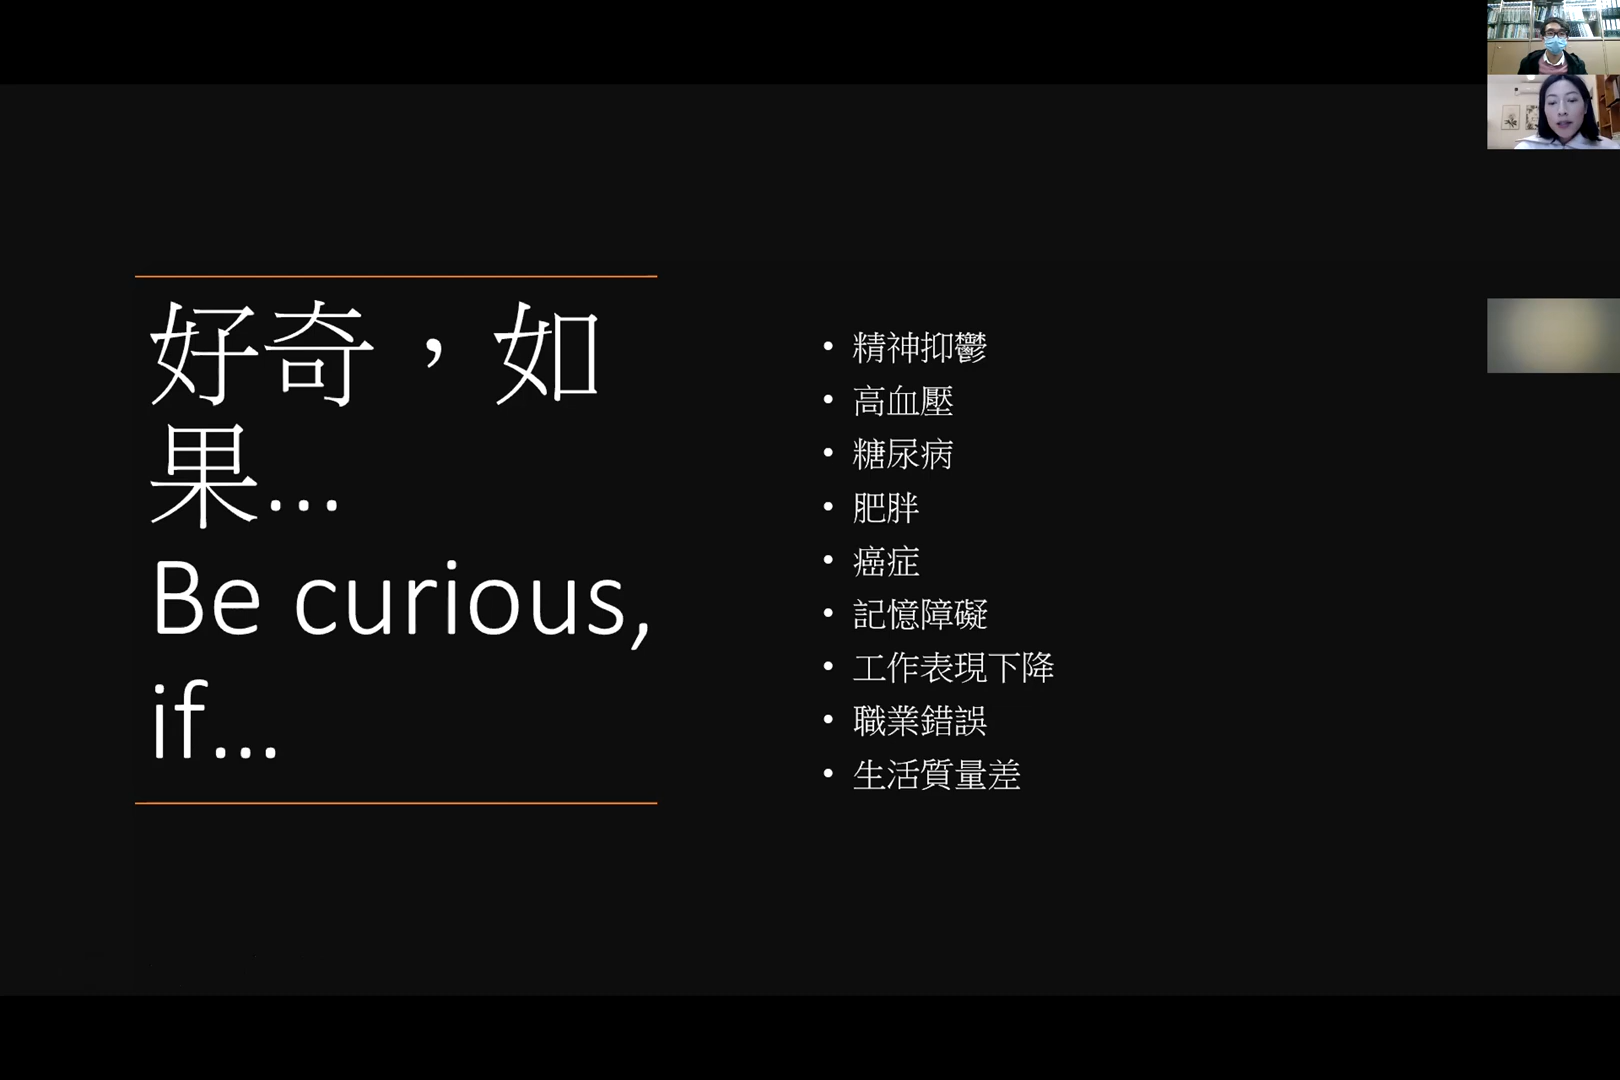 好奇，如
果...
Be curious,
if...
• 精神抑鬱
• 高血壓
• 糖尿病
• 肥胖
• 癌症
• 記憶障礙
• 工作表現下降
• 職業錯誤
• 生活質量差